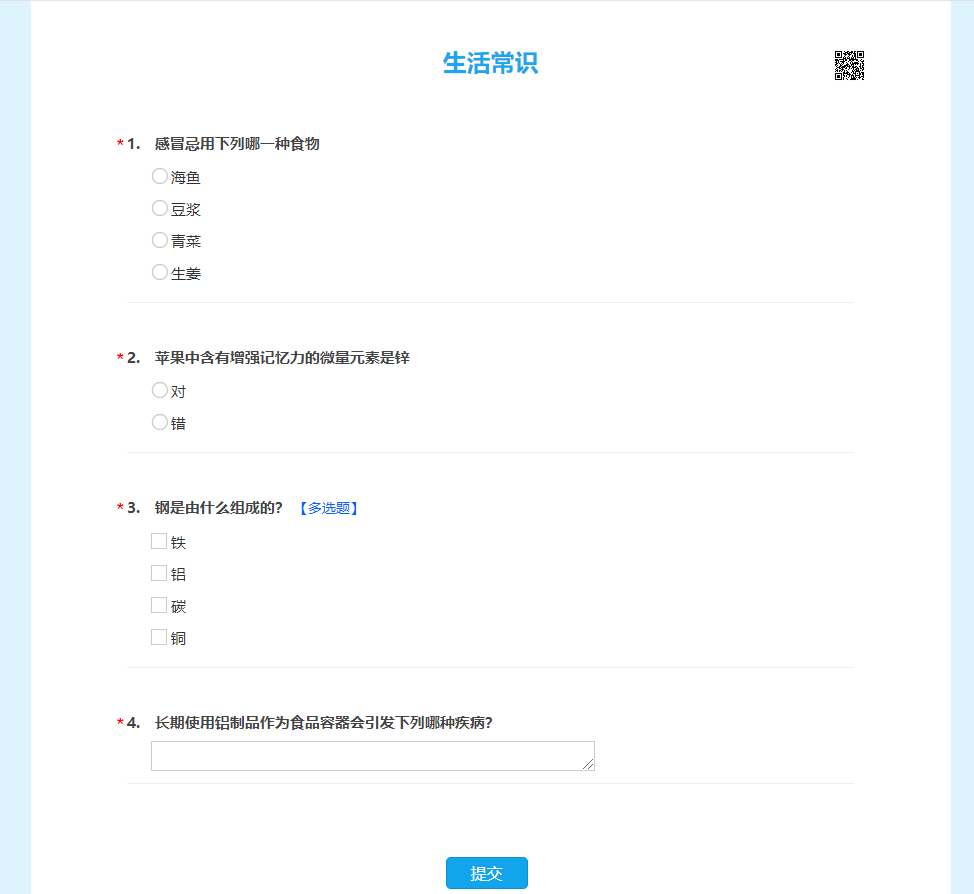 生活常识
*1. 感冒忌用下列哪一种食物
海鱼
豆浆
青菜
生姜
*2. 苹果中含有增强记忆力的微量元素是锌
对
错
*3. 钢是由什么组成的？ 【多选题】
铁
铝
碳
铜
*4. 长期使用铝制品作为食品容器会引发下列哪种疾病?
提交